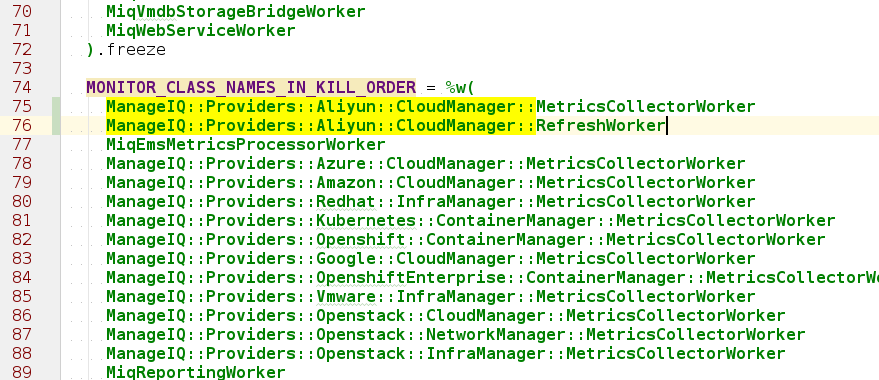 70 MiqVmdbStorageBridgeWorker
71 MiqWebServiceWorker
72 ).freeze
73
74 MONITOR_CLASS_NAMES_IN_KILL_ORDER = %w(
75 ManageIQ::Providers::Aliyun::CloudManager::MetricsCollectorWorker
76 ManageIQ::Providers::Aliyun::CloudManager::RefreshWorker
77 MiqEmsMetricsProcessorWorker
78 ManageIQ::Providers::Azure::CloudManager::MetricsCollectorWorker
79 ManageIQ::Providers::Amazon::CloudManager::MetricsCollectorWorker
80 ManageIQ::Providers::Redhat::InfraManager::MetricsCollectorWorker
81 ManageIQ::Providers::Kubernetes::ContainerManager::MetricsCollectorWorker
82 ManageIQ::Providers::Openshift::ContainerManager::MetricsCollectorWorker
83 ManageIQ::Providers::Google::CloudManager::MetricsCollectorWorker
84 ManageIQ::Providers::OpenshiftEnterprise::ContainerManager::MetricsCollectorW
85 ManageIQ::Providers::Vmware::InfraManager::MetricsCollectorWorker
86 ManageIQ::Providers::Openstack::CloudManager::MetricsCollectorWorker
87 ManageIQ::Providers::Openstack::NetworkManager::MetricsCollectorWorker
88 ManageIQ::Providers::Openstack::InfraManager::MetricsCollectorWorker
89 MiqReportingWorker